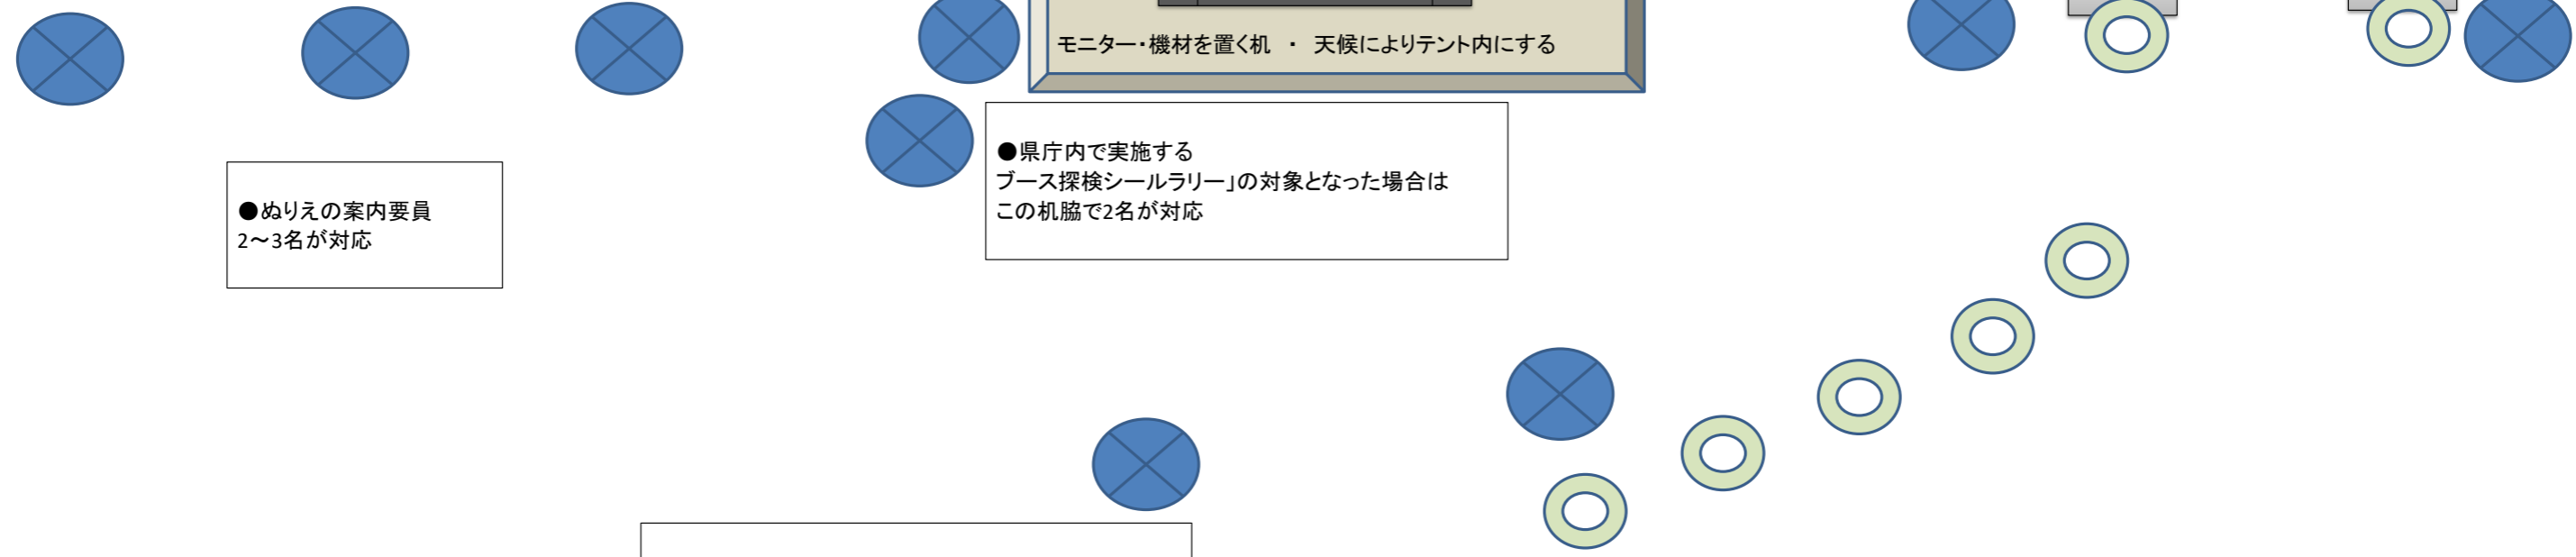 モニター・機材を置く机 ・ 天候によりテント内にする
●県庁内で実施する
ブース探検シールラリー」の対象となった場合は
この机脇で2名が対応
●ぬりえの案内要員
2～3名が対応